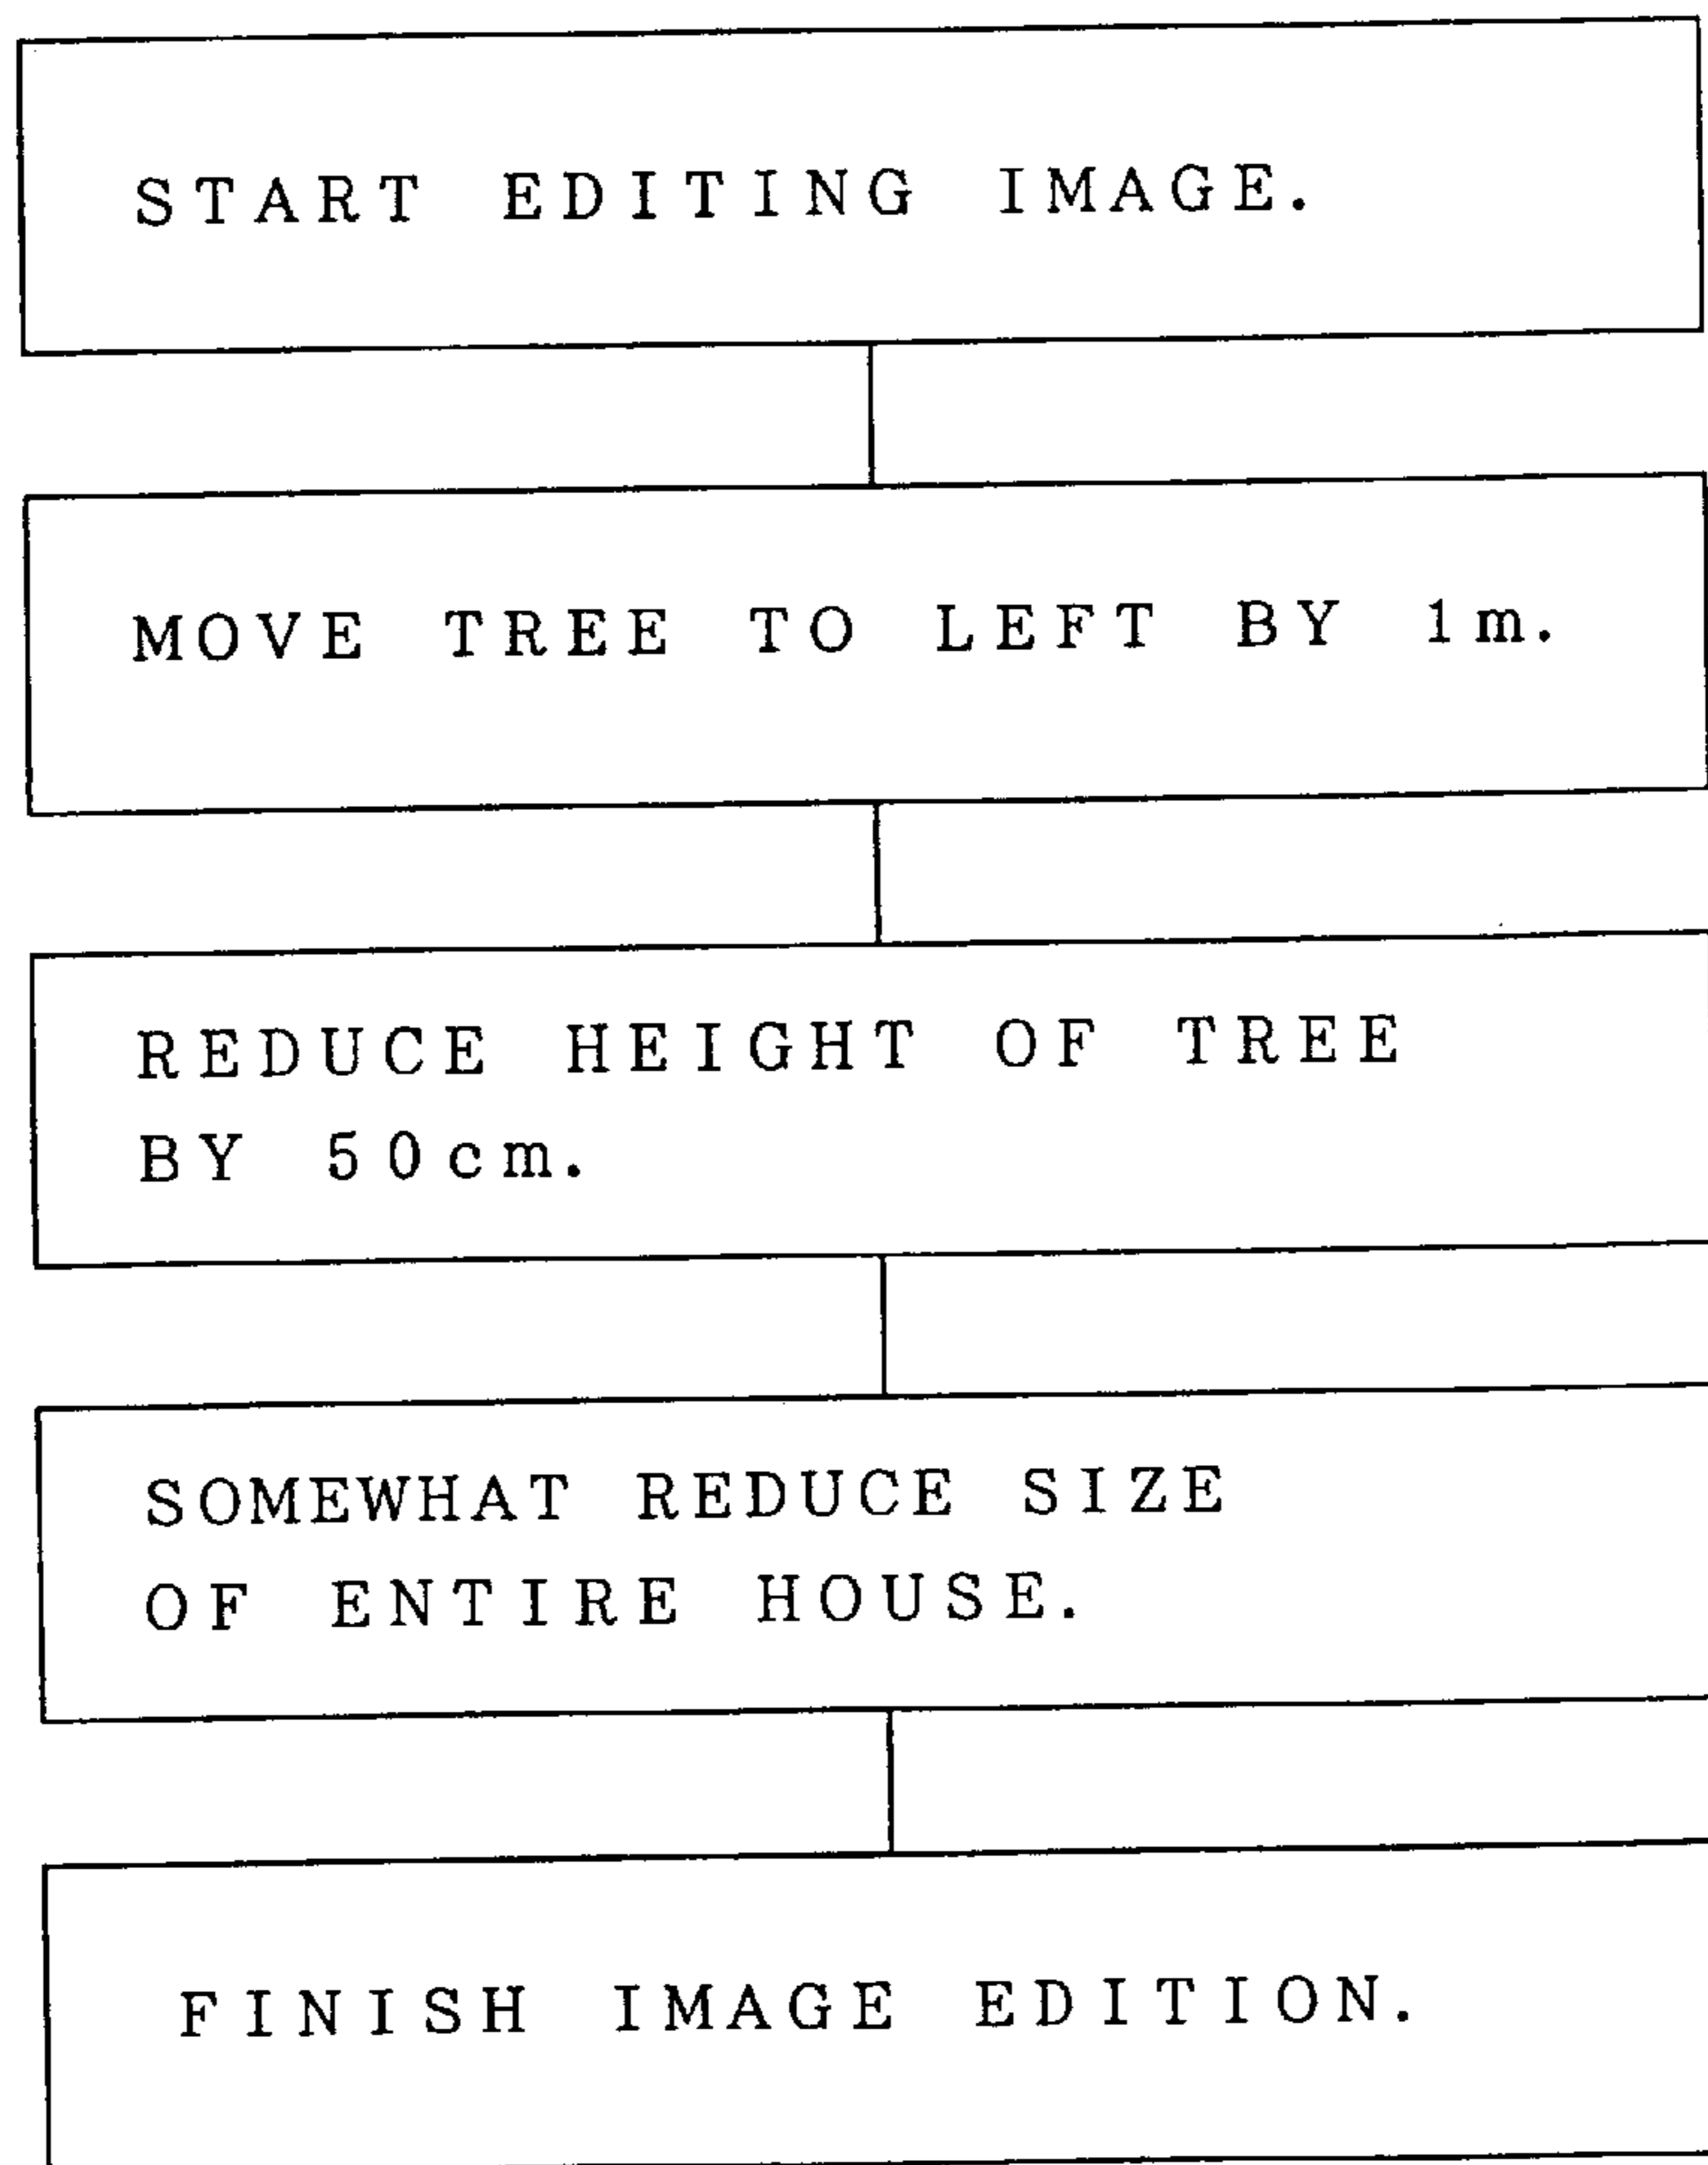 START EDITING IMAGE.
MOVE TREE TO LEFT BY 1m.
REDUCE HEIGHT OF TREE
BY 50cm.
SOMEWHAT REDUCE SIZE
OF ENTIRE HOUSE.
FINISH IMAGE EDITION.